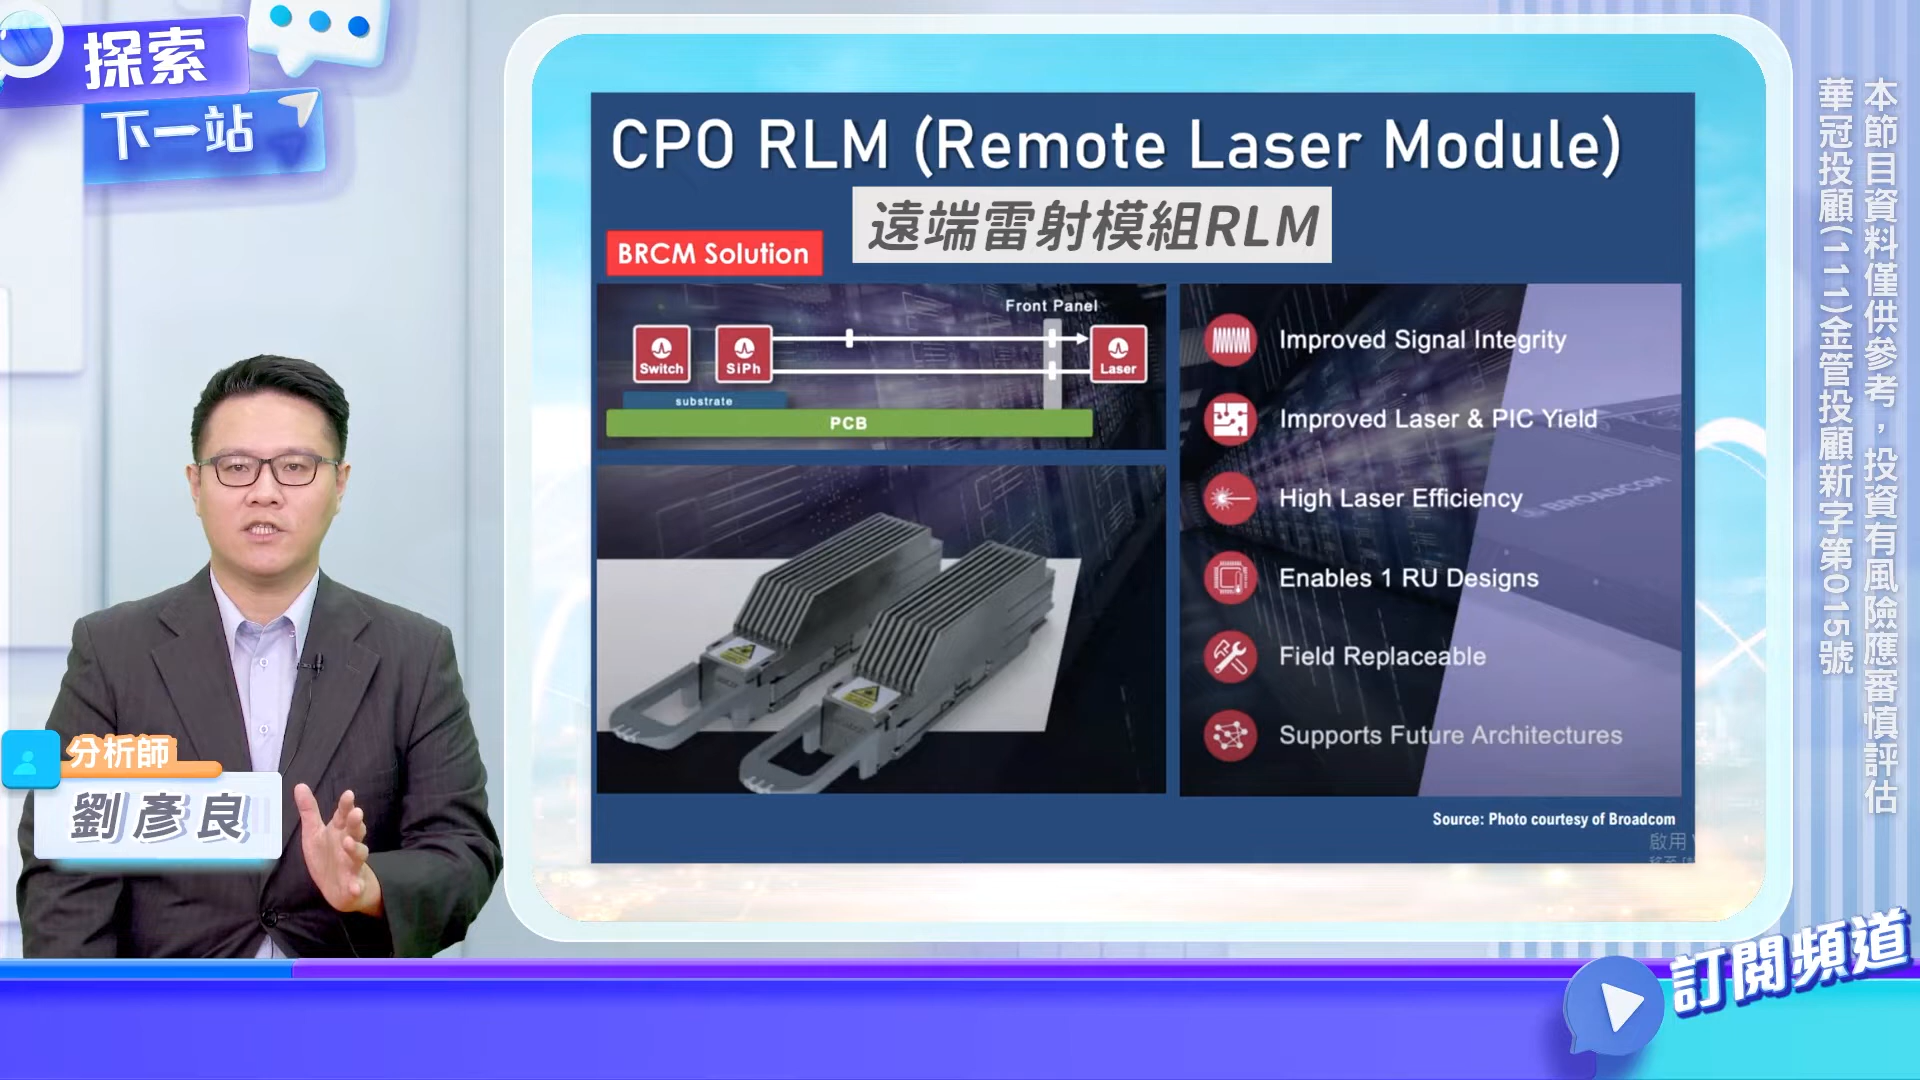 探索
下一站
CPO RLM (Remote Laser Module)
遠端雷射模組RLM
BRCM Solution
Front Panel
Switch
SiPh
Laser
substrate
PCB
Improved Signal Integrity
Improved Laser & PIC Yield
High Laser Efficiency
Enables 1 RU Designs
Field Replaceable
Supports Future Architectures
BROADCOM
Source: Photo courtesy of Broadcom
啟用
分析師
劉彥良
本節目資料僅供參考，投資有風險應審慎評估
華冠投顧(111)金管投顧新字第015號
訂閱頻道